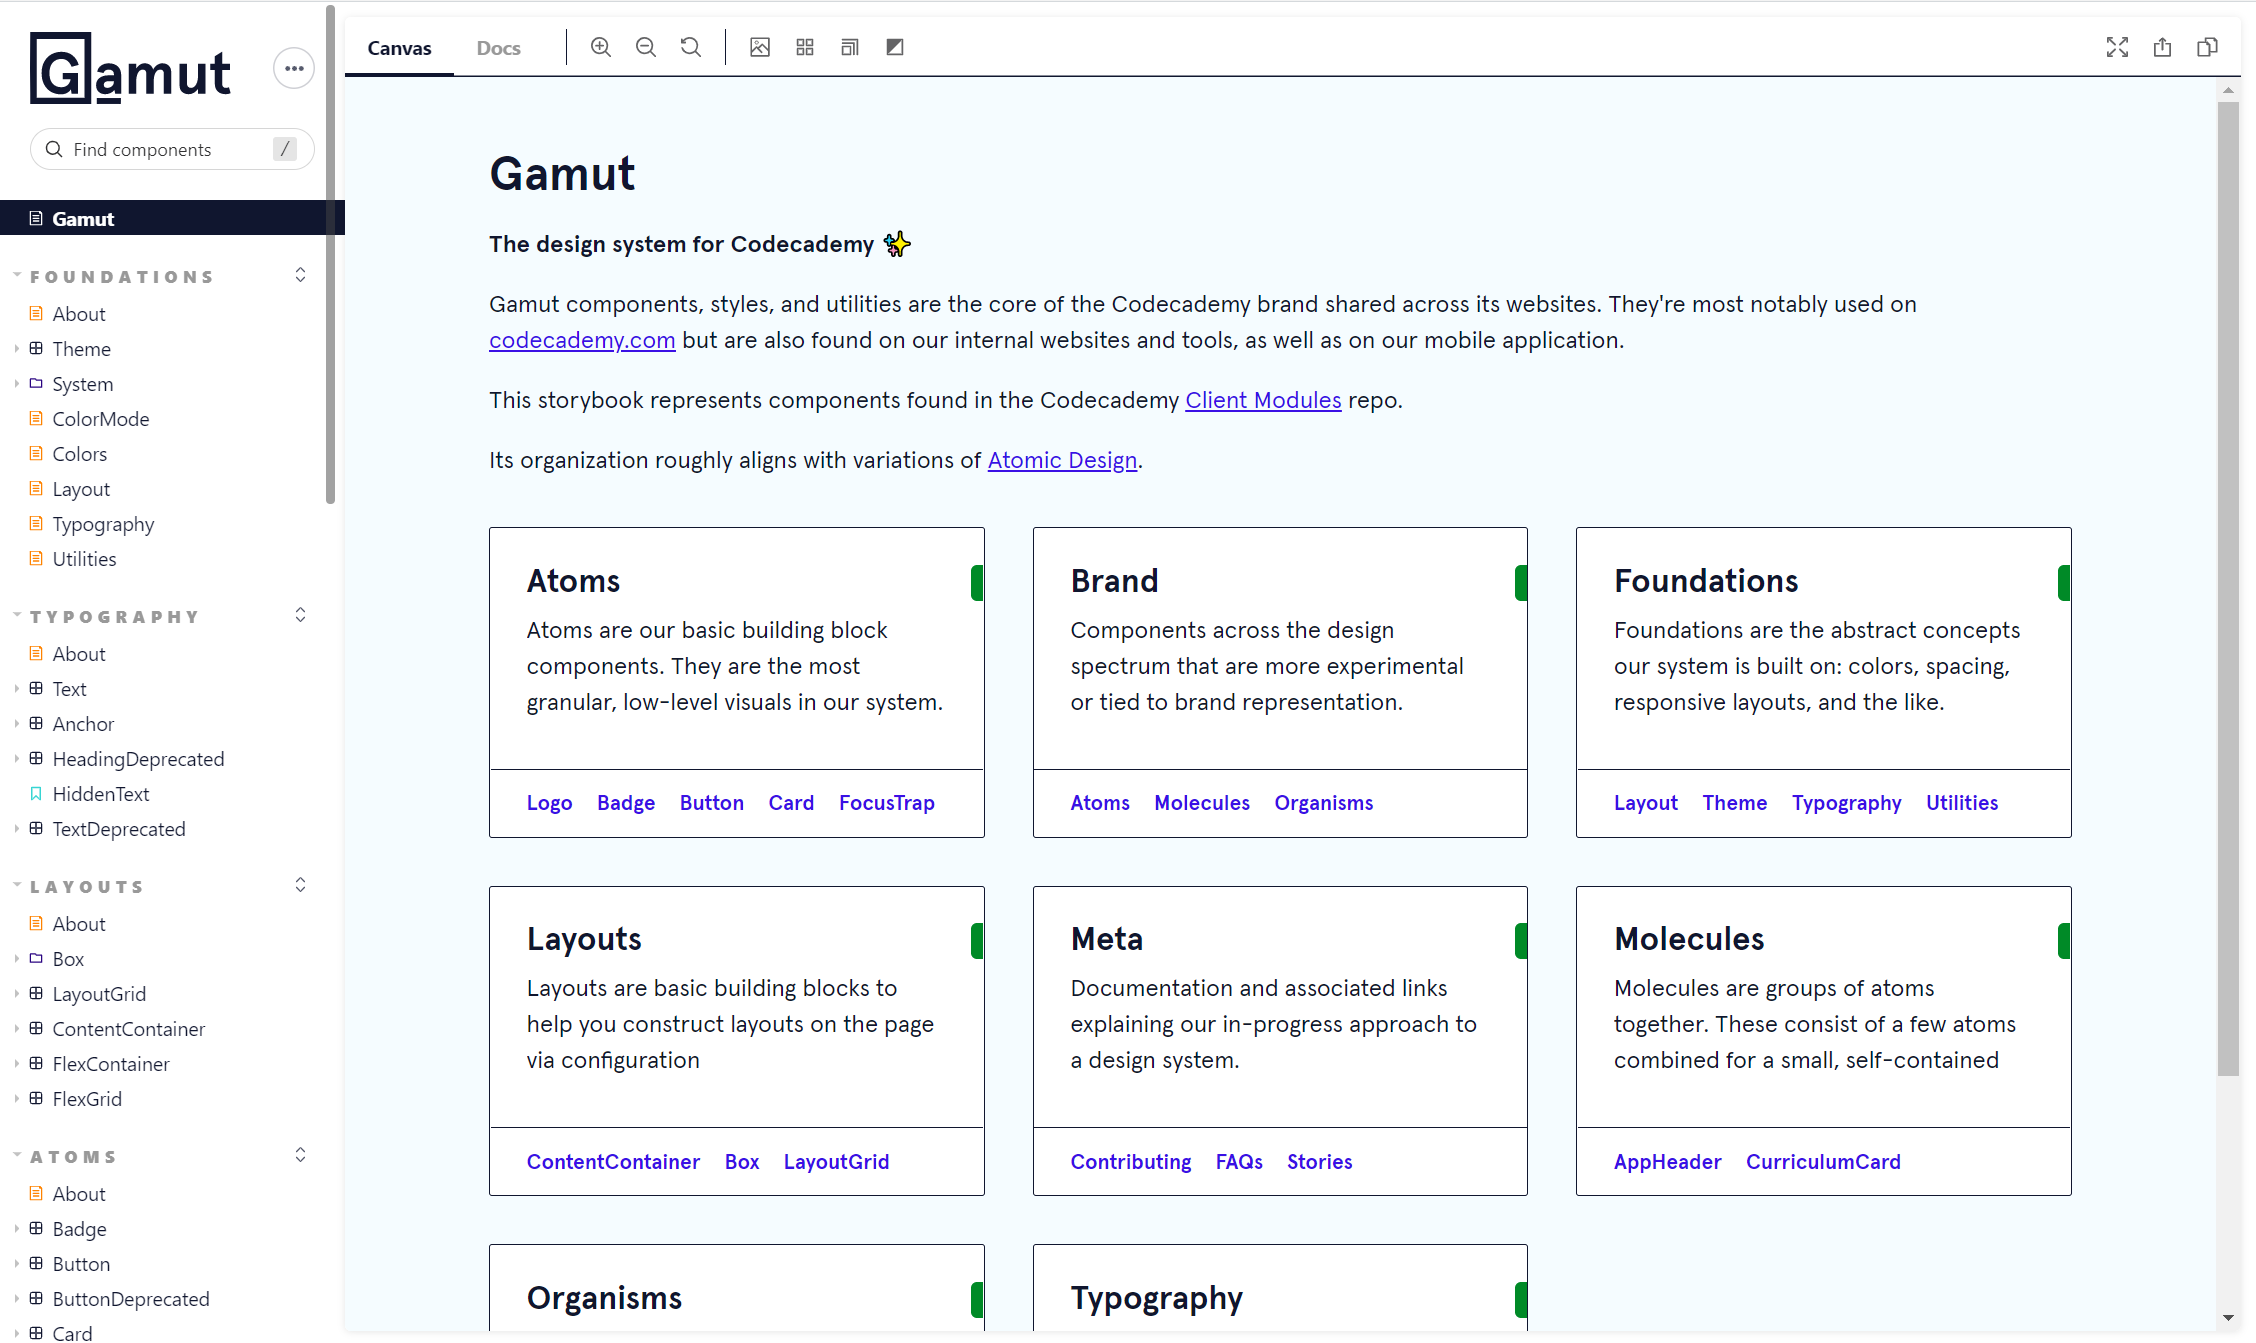 Gamut
Find components /
Gamut
FOUNDATIONS
About
Theme
System
ColorMode
Colors
Layout
Typography
Utilities
TYPOGRAPHY
About
Text
Anchor
HeadingDeprecated
HiddenText
TextDeprecated
LAYOUTS
About
Box
LayoutGrid
ContentContainer
FlexContainer
FlexGrid
ATOMS
About
Badge
Button
ButtonDeprecated
Card
Canvas Docs
Gamut
The design system for Codecademy ✨
Gamut components, styles, and utilities are the core of the Codecademy brand shared across its websites. They're most notably used on
codecademy.com but are also found on our internal websites and tools, as well as on our mobile application.
This storybook represents components found in the Codecademy Client Modules repo.
Its organization roughly aligns with variations of Atomic Design.
Atoms
Atoms are our basic building block
components. They are the most
granular, low-level visuals in our system.
Logo Badge Button Card FocusTrap
Brand
Components across the design
spectrum that are more experimental
or tied to brand representation.
Atoms Molecules Organisms
Foundations
Foundations are the abstract concepts
our system is built on: colors, spacing,
responsive layouts, and the like.
Layout Theme Typography Utilities
Layouts
Layouts are basic building blocks to
help you construct layouts on the page
via configuration
ContentContainer Box LayoutGrid
Meta
Documentation and associated links
explaining our in-progress approach to
a design system.
Contributing FAQs Stories
Molecules
Molecules are groups of atoms
together. These consist of a few atoms
combined for a small, self-contained
AppHeader CurriculumCard
Organisms
Typography